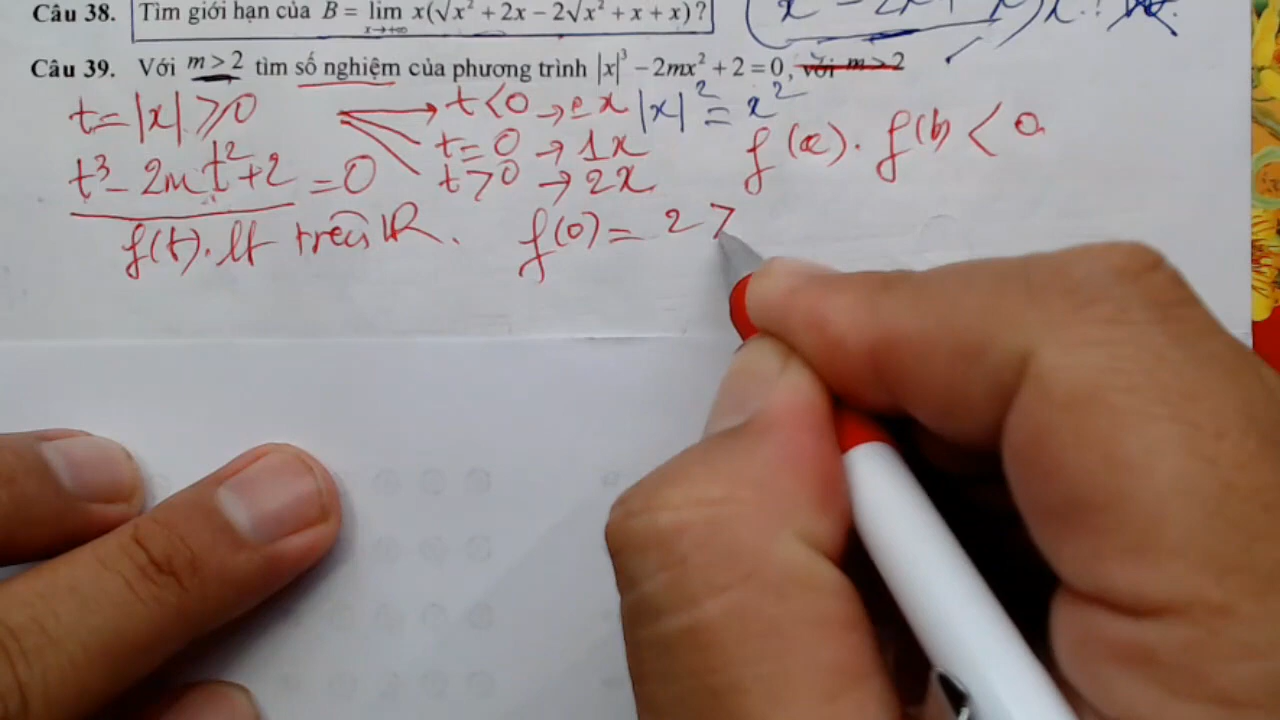 Câu 38. Tìm giới hạn của B = lim x(√x² + 2x − 2√x² + x + x) ?
x→+∞
Câu 39. Với m > 2 tìm số nghiệm của phương trình |x|³ − 2mx² + 2 = 0, với m > 2
t = |x| ≥ 0
t < 0 → 0 x |x|² = x²
t = 0 → 1x
f(a). f(b) < 0
t³ − 2mt² + 2 = 0
t > 0 → 2x
f(t). lt trên R. f(0) = 2 >